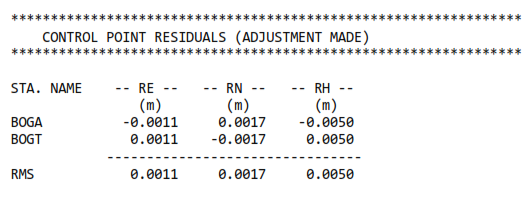 *****************************************************************
CONTROL POINT RESIDUALS (ADJUSTMENT MADE)
*****************************************************************
STA. NAME -- RE -- -- RN -- -- RH --
(m) (m) (m)
BOGA -0.0011 0.0017 -0.0050
BOGT 0.0011 -0.0017 0.0050
--------------------------------
RMS 0.0011 0.0017 0.0050